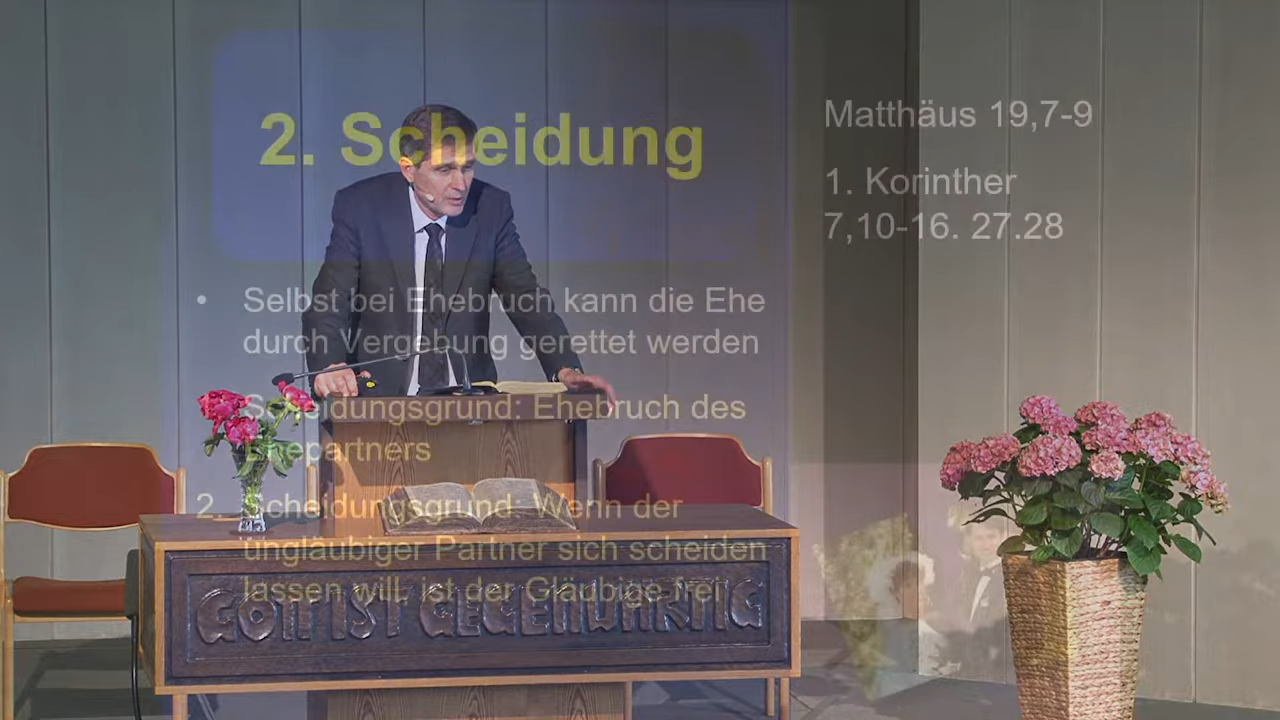 2. Scheidung
Matthäus 19,7-9
1. Korinther
7,10-16. 27.28
• Selbst bei Ehebruch kann die Ehe
durch Vergebung gerettet werden
Scheidungsgrund: Ehebruch des
Ehepartners
2. Scheidungsgrund: Wenn der
ungläubiger Partner sich scheiden
lassen will, ist der Gläubige frei
GOTT IST GEGENWÄRTIG